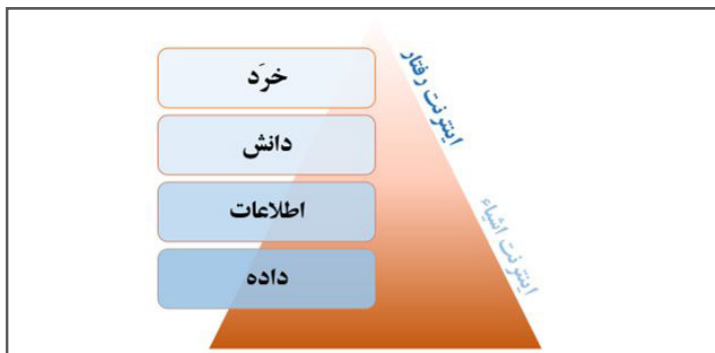 خرَد
دانش
اطلاعات
داده
اینترنت رفتار
اینترنت اشیاء